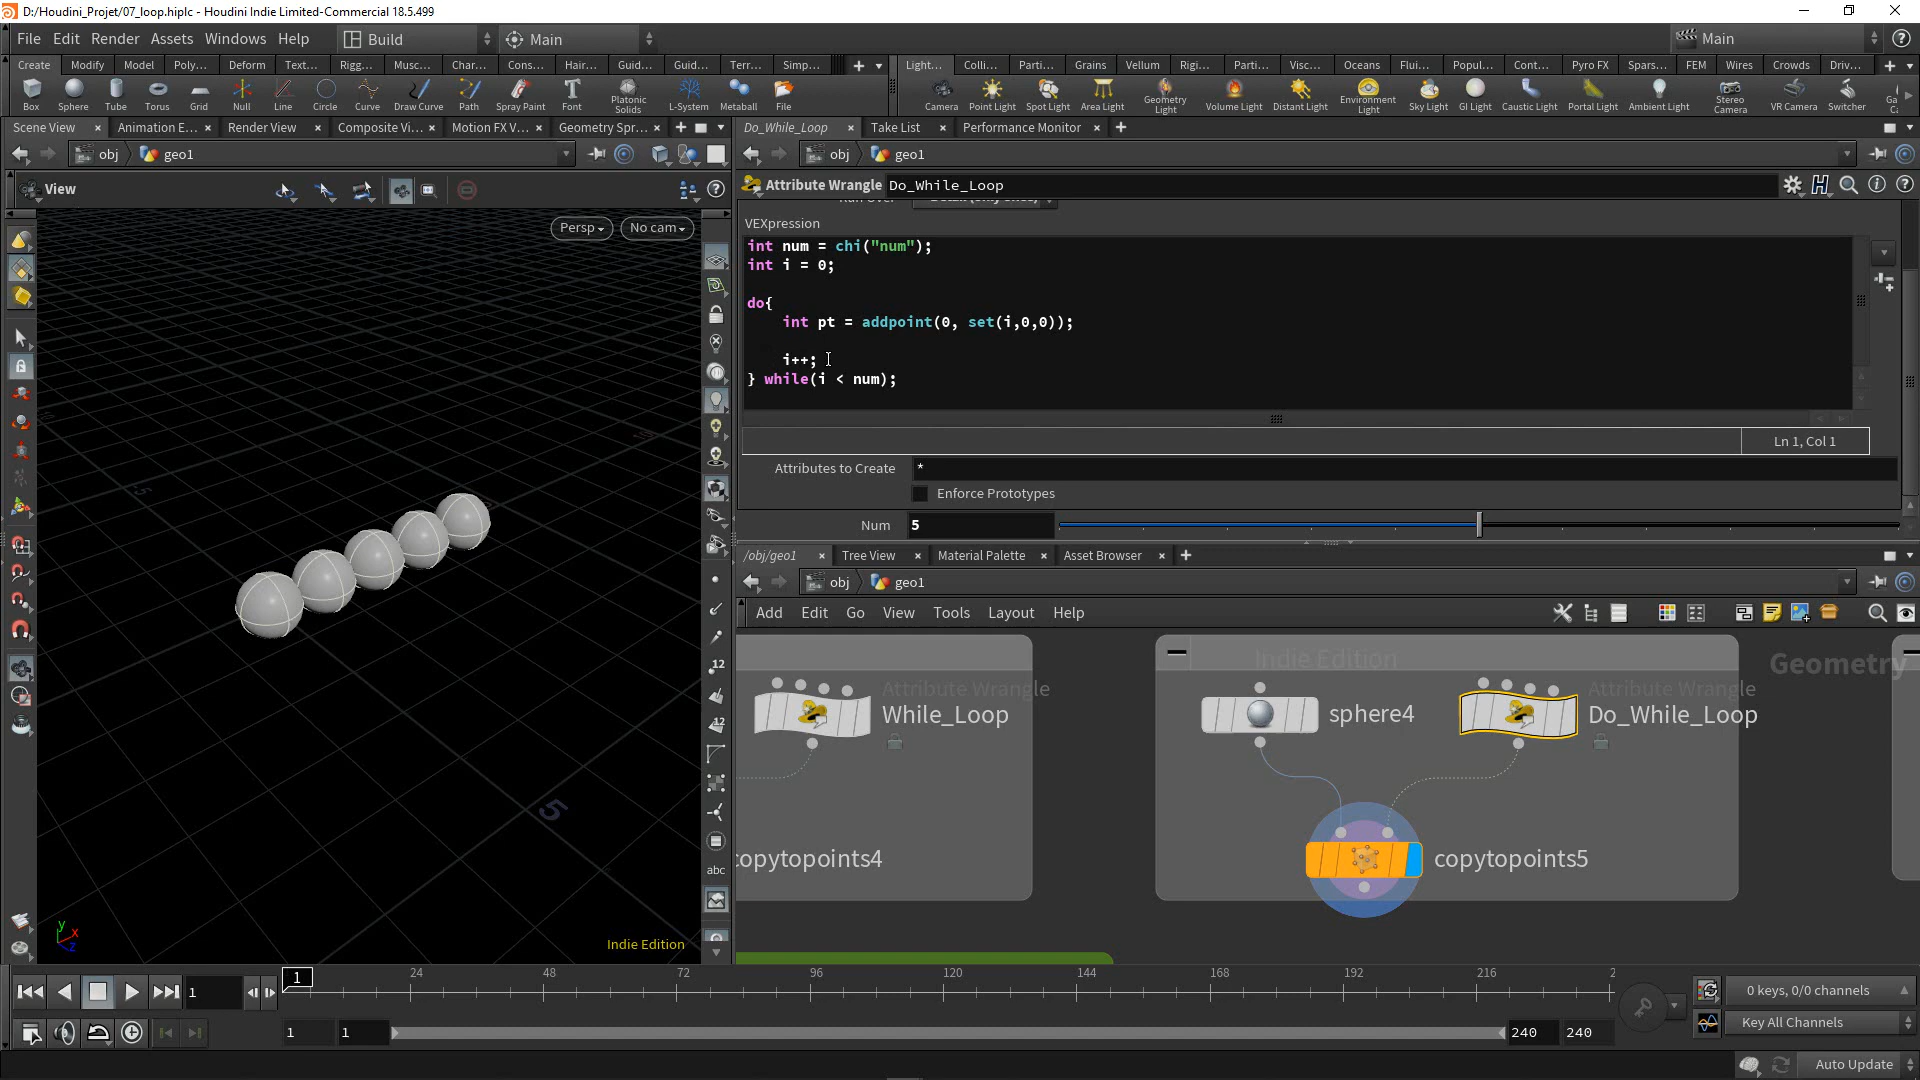 D:/Houdini_Projet/07_loop.hiplc - Houdini Indie Limited-Commercial 18.5.499
File Edit Render Assets Windows Help Build Main Main
Create Modify Model Poly... Deform Text... Rigg... Musc... Char... Cons... Hair... Guid... Guid... Terr... Simp...
Light... Colli... Parti... Grains Vellum Rigi... Parti... Visc... Oceans Flui... Popul... Cont... Pyro FX Spars... FEM Wires Crowds Driv...
Box Sphere Tube Torus Grid Null Line Circle Curve Draw Curve Path Spray Paint Font Platonic Solids L-System Metaball File
Camera Point Light Spot Light Area Light Geometry Light Volume Light Distant Light Environment Light Sky Light GI Light Caustic Light Portal Light Ambient Light Stereo Camera VR Camera Switcher
Scene View Animation E... Render View Composite Vi... Motion FX V... Geometry Spr...
Do_While_Loop Take List Performance Monitor
obj geo1
obj geo1
View
Attribute Wrangle Do_While_Loop
Persp No cam
VEXpression
int num = chi("num");
int i = 0;
do{
int pt = addpoint(0, set(i,0,0));
i++;
} while(i < num);
Ln 1, Col 1
Attributes to Create *
Enforce Prototypes
Num 5
/obj/geo1 Tree View Material Palette Asset Browser
obj geo1
Add Edit Go View Tools Layout Help
Indie Edition
Geometry
Attribute Wrangle
While_Loop
sphere4
Attribute Wrangle
Do_While_Loop
copytopoints4
copytopoints5
5
12
12
abc
y
x
z
Indie Edition
1
1 24 48 72 96 120 144 168 192 216 2
0 keys, 0/0 channels
1 1 240 240
Key All Channels
Auto Update